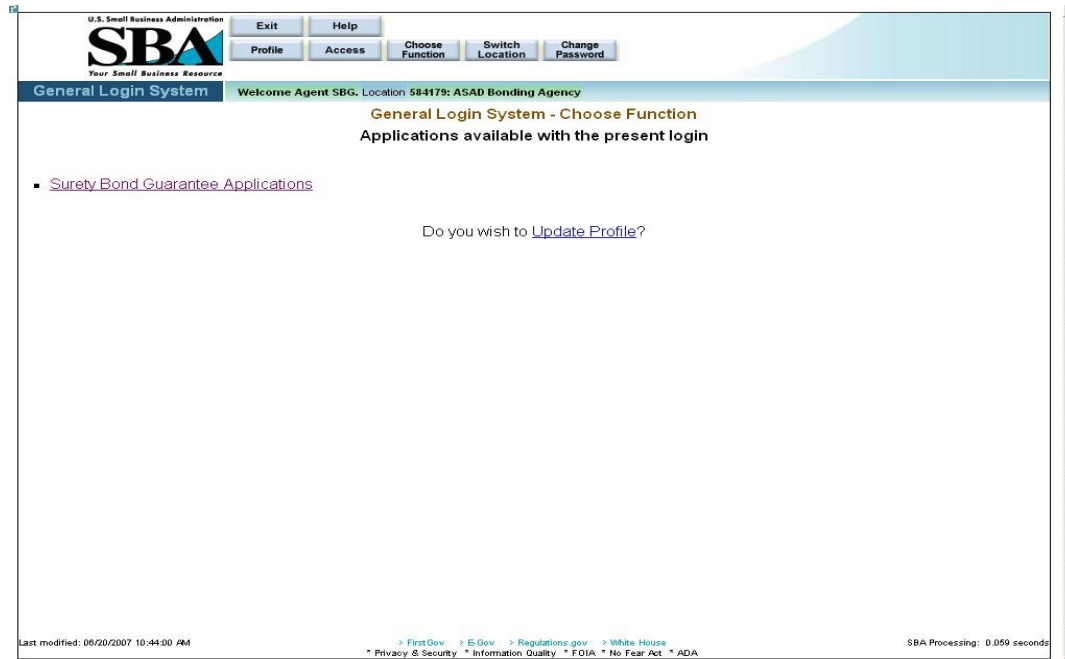 U.S. Small Business Administration
SBA
Your Small Business Resource
Exit Help
Profile Access Choose Function Switch Location Change Password
General Login System Welcome Agent SBG. Location 584179: ASAD Bonding Agency
General Login System - Choose Function
Applications available with the present login
Surety Bond Guarantee Applications
Do you wish to Update Profile?
Last modified: 06/20/2007 10:44:00 AM
> FirstGov > E-Gov > Regulations.gov > White House
* Privacy & Security * Information Quality * FOIA * No Fear Act * ADA
SBA Processing: 0.059 seconds